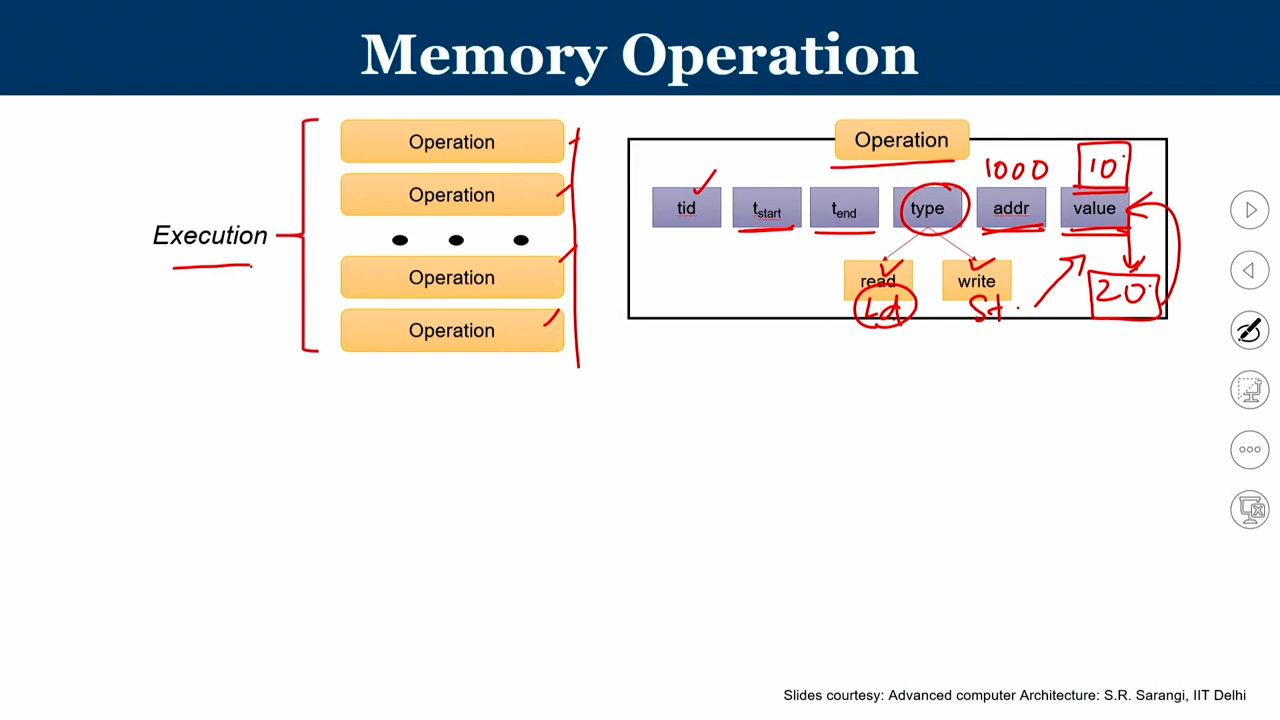 Memory Operation
Execution
Operation
Operation
Operation
Operation
Operation
1000
10
tid
tstart
tend
type
addr
value
read
write
Ld
St
20
Slides courtesy: Advanced computer Architecture: S.R. Sarangi, IIT Delhi